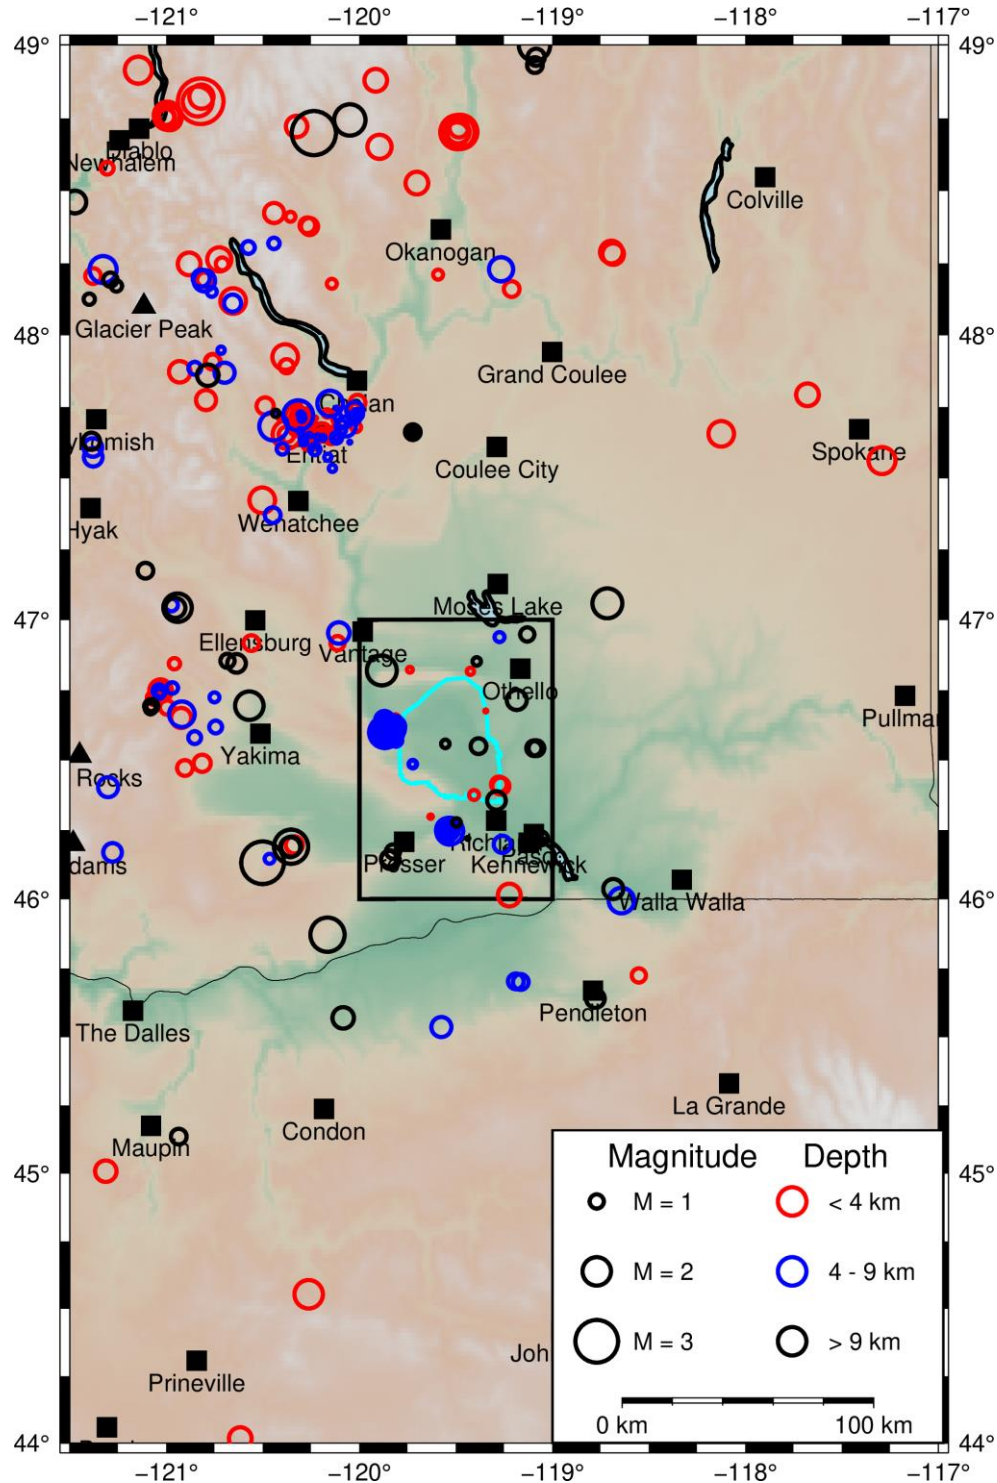 −121° −120° −119° −118° −117°
49° 49°
Diablo
Newhalem
Colville
Okanogan
48° 48°
Glacier Peak
Grand Coulee
Chelan
ykomish
Entiat
Coulee City
Spokane
Wenatchee
Hyak
Moses Lake
47° 47°
Ellensburg
Vantage
Othello
Pullman
Yakima
Rocks
Richland
Pasco
dams
Prosser
Kennewick
46° 46°
Walla Walla
Pendleton
The Dalles
La Grande
Condon
Maupin
45° 45°
Magnitude Depth
M = 1 < 4 km
M = 2 4 - 9 km
M = 3 > 9 km
Joh
Prineville
0 km 100 km
44° 44°
−121° −120° −119° −118° −117°